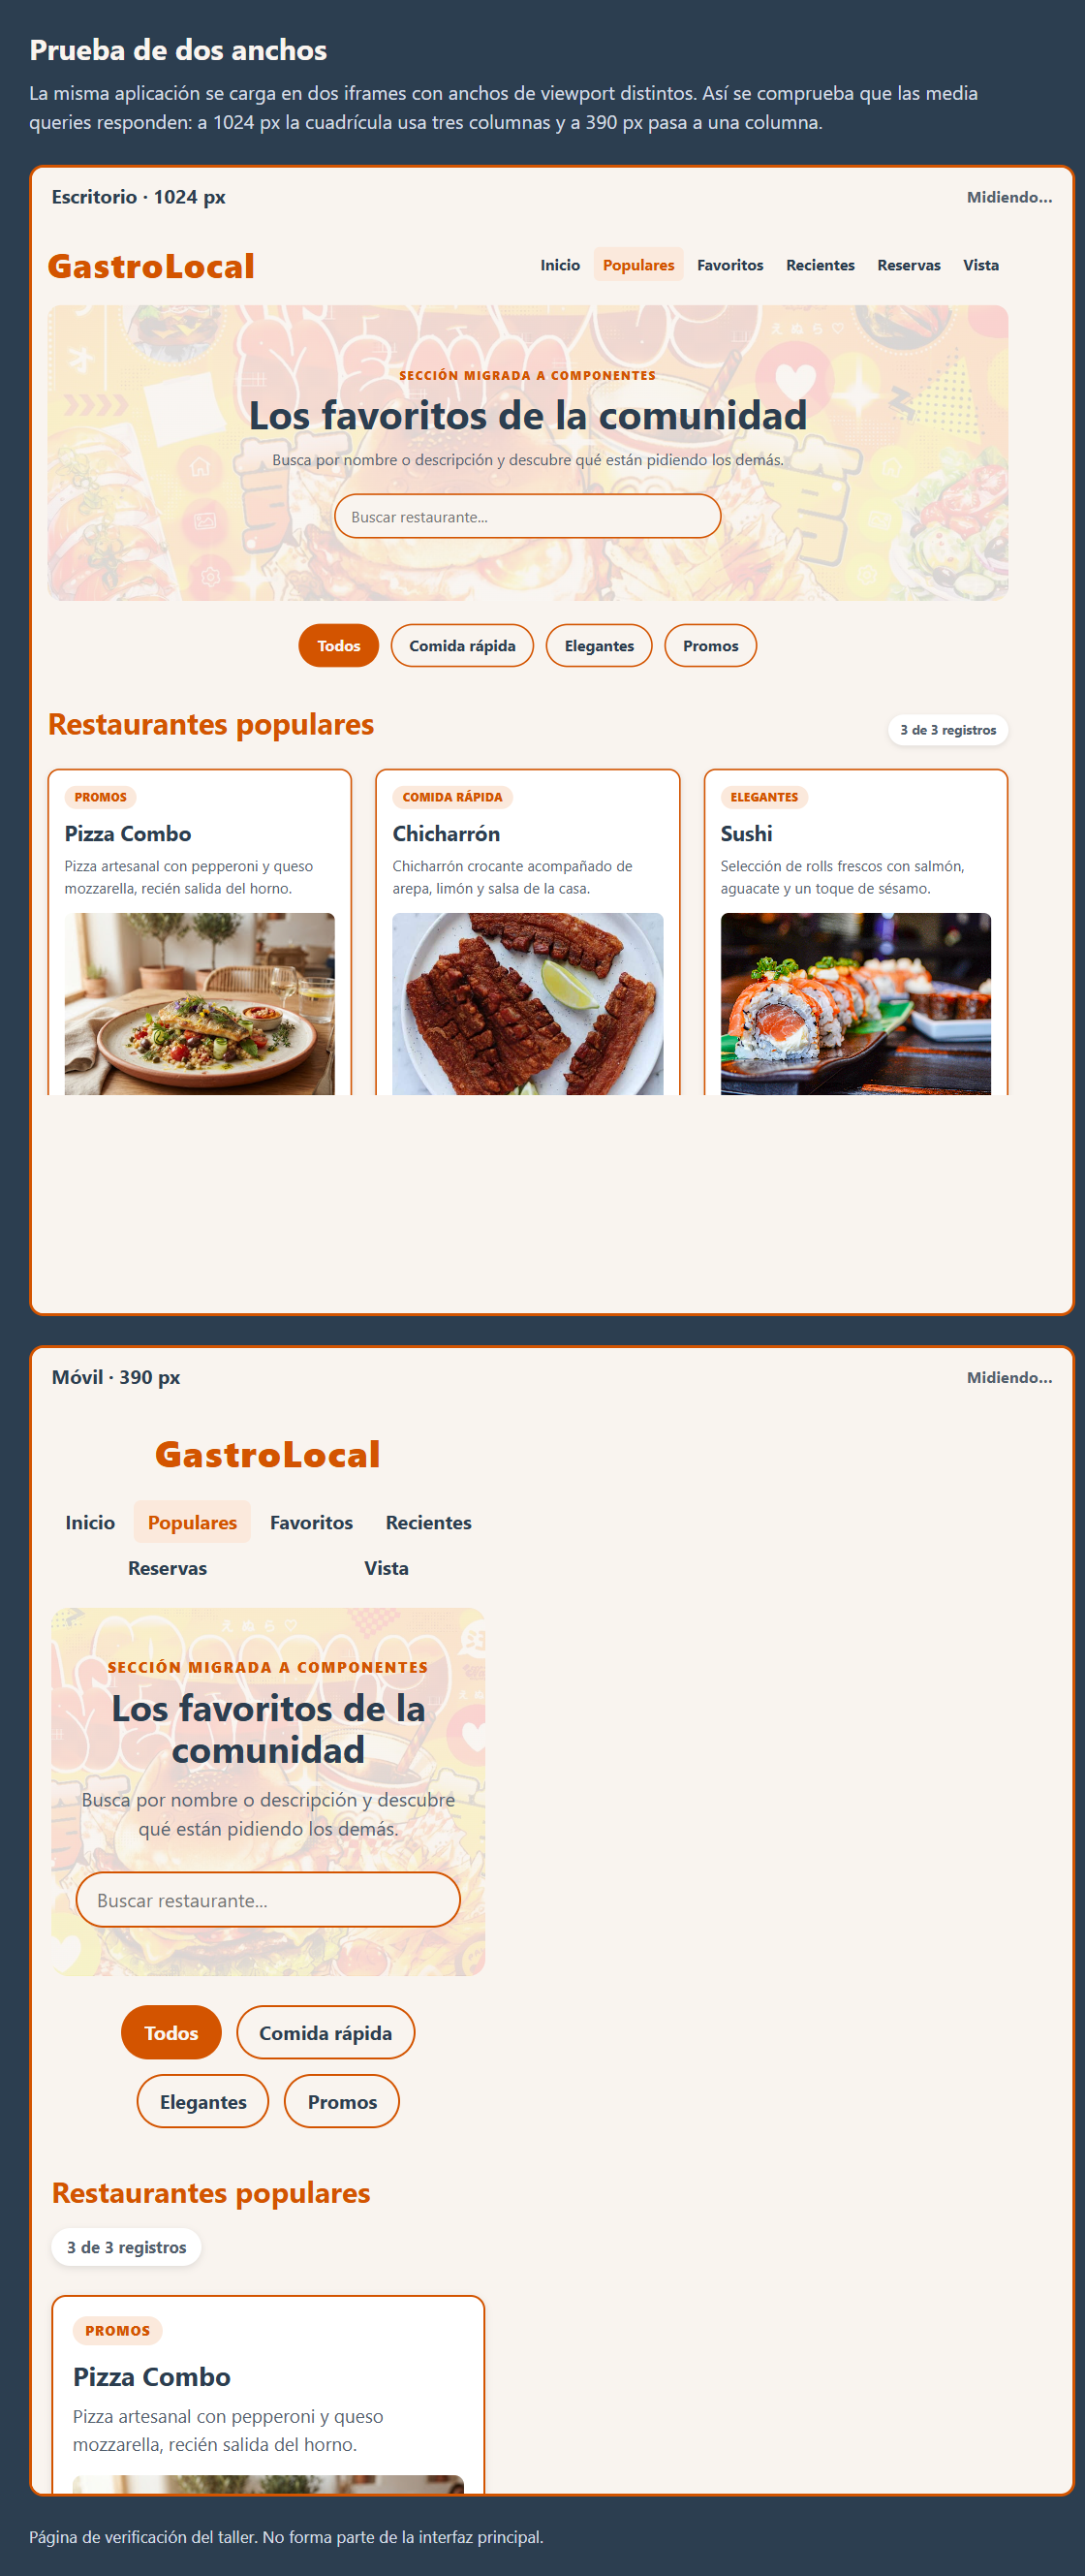 Prueba de dos anchos
La misma aplicación se carga en dos iframes con anchos de viewport distintos. Así se comprueba que las media
queries responden: a 1024 px la cuadrícula usa tres columnas y a 390 px pasa a una columna.
Escritorio · 1024 px
Midiendo...
GastroLocal
Inicio
Populares
Favoritos
Recientes
Reservas
Vista
えぬら♡
SECCIÓN MIGRADA A COMPONENTES
Los favoritos de la comunidad
Busca por nombre o descripción y descubre qué están pidiendo los demás.
Buscar restaurante...
Todos
Comida rápida
Elegantes
Promos
Restaurantes populares
3 de 3 registros
PROMOS
Pizza Combo
Pizza artesanal con pepperoni y queso
mozzarella, recién salida del horno.
COMIDA RÁPIDA
Chicharrón
Chicharrón crocante acompañado de
arepa, limón y salsa de la casa.
ELEGANTES
Sushi
Selección de rolls frescos con salmón,
aguacate y un toque de sésamo.
Móvil · 390 px
Midiendo...
GastroLocal
Inicio
Populares
Favoritos
Recientes
Reservas
Vista
えぬら♡
SECCIÓN MIGRADA A COMPONENTES
Los favoritos de la
comunidad
Busca por nombre o descripción y descubre
qué están pidiendo los demás.
Buscar restaurante...
Todos
Comida rápida
Elegantes
Promos
Restaurantes populares
3 de 3 registros
PROMOS
Pizza Combo
Pizza artesanal con pepperoni y queso
mozzarella, recién salida del horno.
Página de verificación del taller. No forma parte de la interfaz principal.